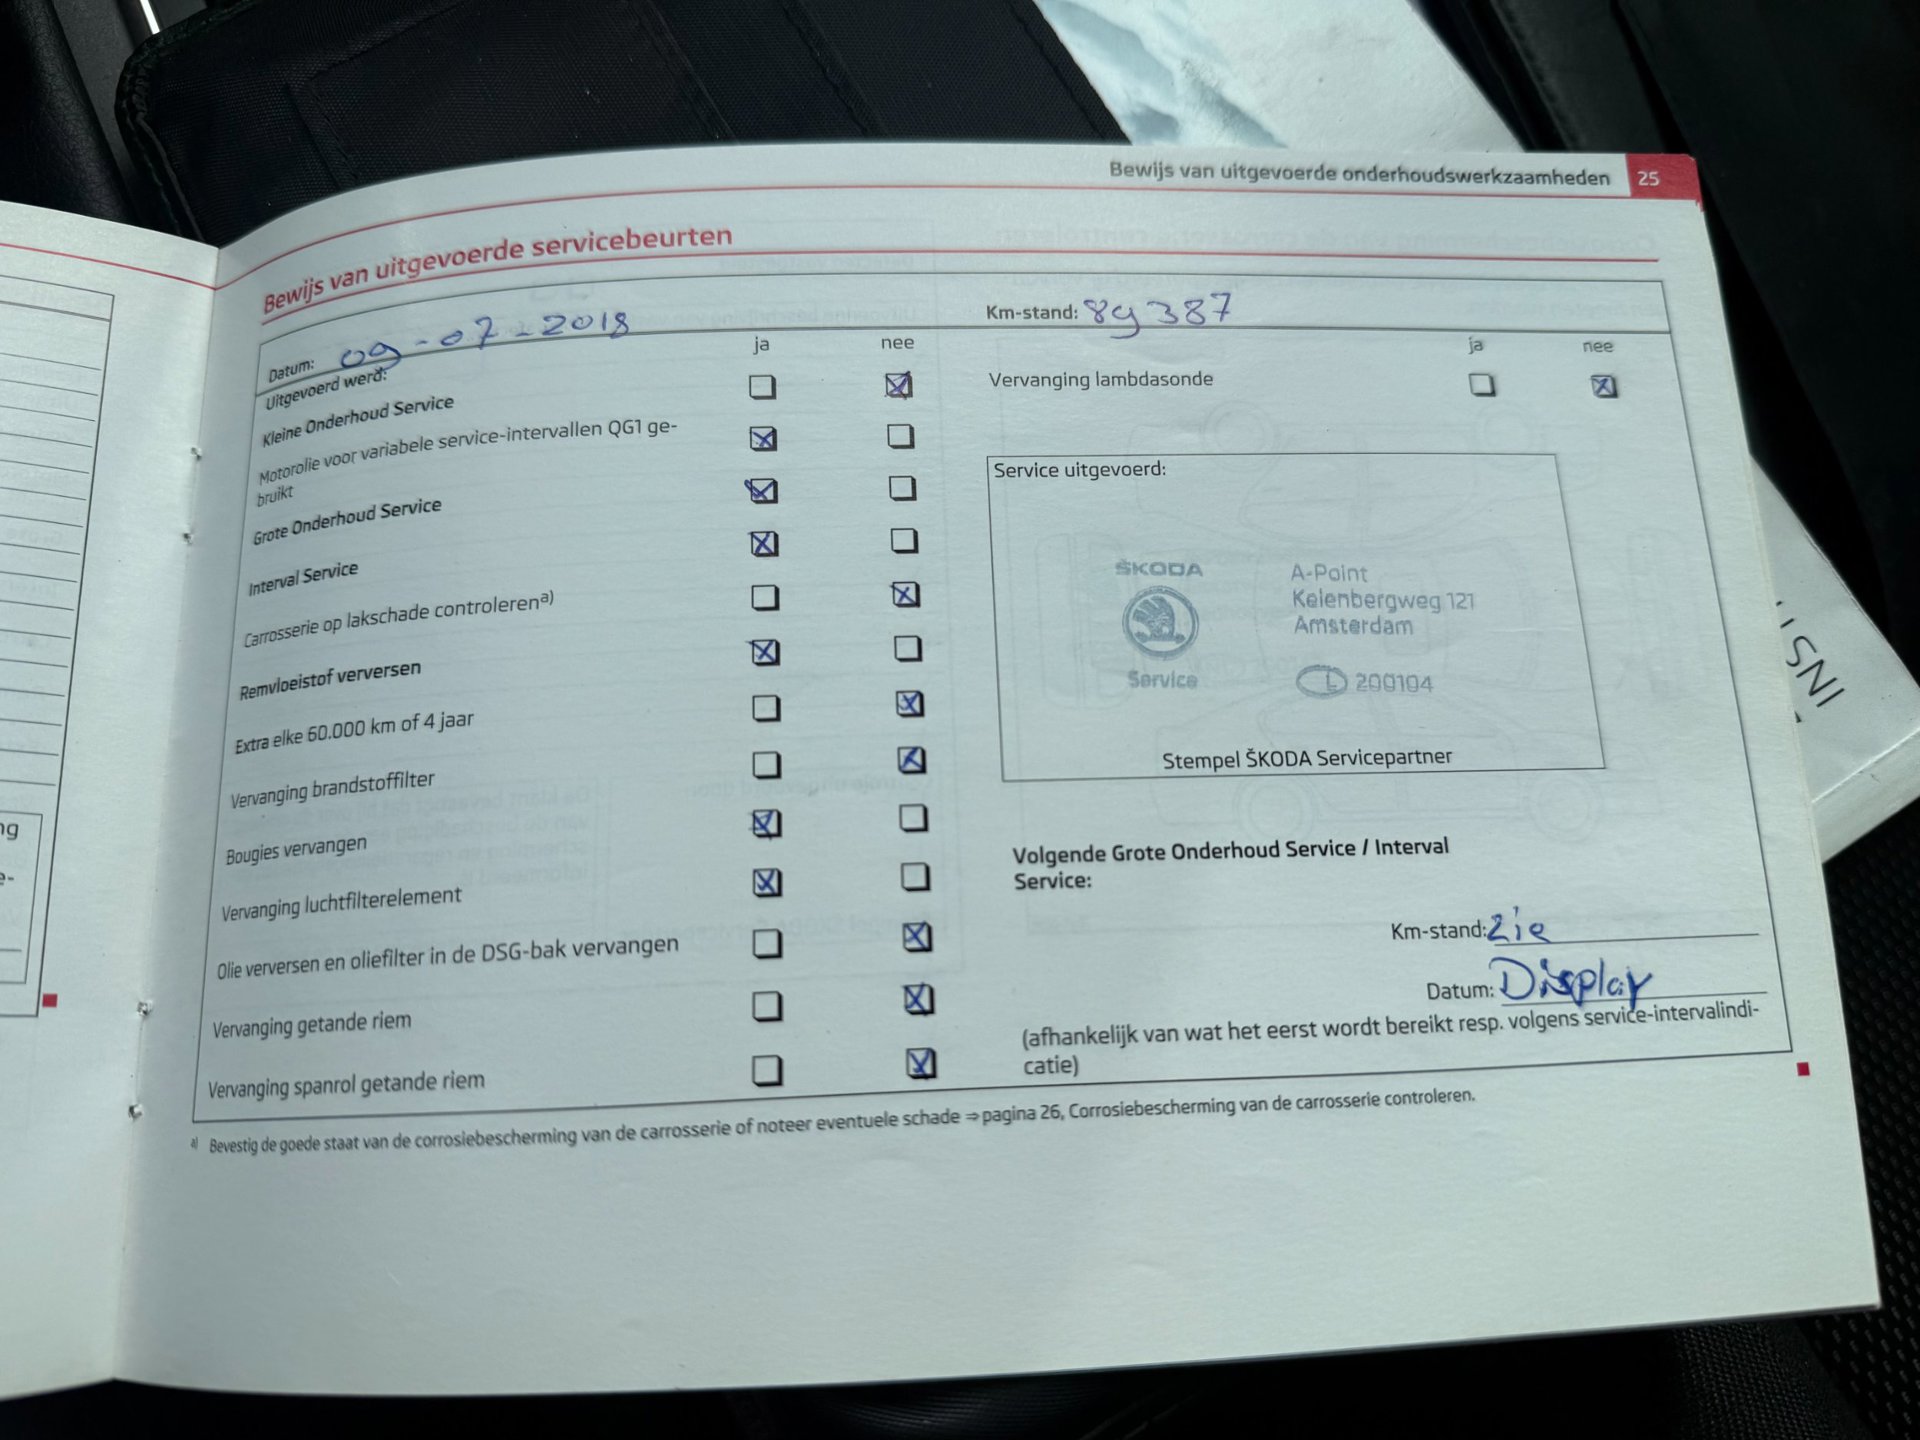 Bewijs van uitgevoerde onderhoudswerkzaamheden 25
Bewijs van uitgevoerde servicebeurten
Datum: 09-07-2018
Km-stand: 89387
Uitgevoerd werd:
ja nee
Kleine Onderhoud Service
Motorolie voor variabele service-intervallen QG1 ge-
bruikt
Grote Onderhoud Service
Interval Service
Carrosserie op lakschade controleren a)
Remvloeistof verversen
Extra elke 60.000 km of 4 jaar
Vervanging brandstoffilter
Bougies vervangen
Vervanging luchtfilterelement
Olie verversen en oliefilter in de DSG-bak vervangen
Vervanging getande riem
Vervanging spanrol getande riem
ja nee
Vervanging lambdasonde
Service uitgevoerd:
ŠKODA
Service
A-Point
Kelenbergweg 121
Amsterdam
L 200104
Stempel ŠKODA Servicepartner
Volgende Grote Onderhoud Service / Interval
Service:
Km-stand: Zie
Datum: Display
(afhankelijk van wat het eerst wordt bereikt resp. volgens service-intervalindi-
catie)
a) Bevestig de goede staat van de corrosiebescherming van de carrosserie of noteer eventuele schade ⇒ pagina 26, Corrosiebescherming van de carrosserie controleren.
ng
e-
INS